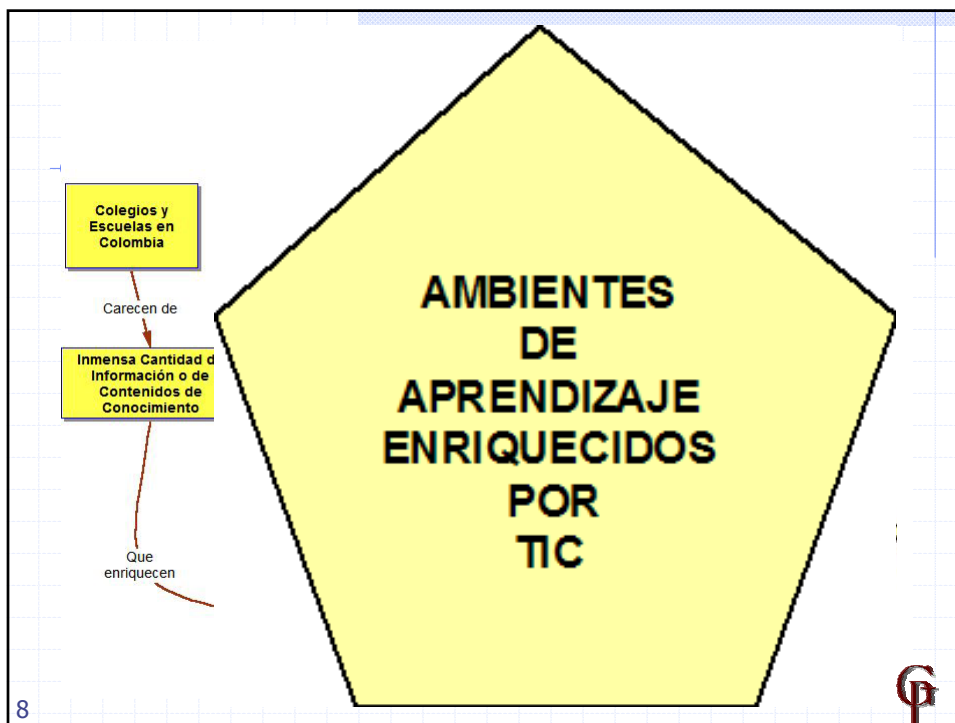 Colegios y
Escuelas en
Colombia
Carecen de
Inmensa Cantidad d
Información o de
Contenidos de
Conocimiento
Que
enriquecen
AMBIENTES
DE
APRENDIZAJE
ENRIQUECIDOS
POR
TIC
8